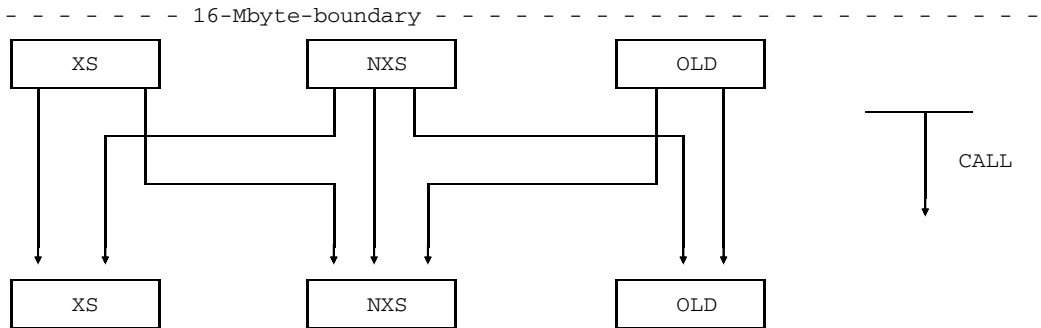 - - - - - - 16-Mbyte-boundary - - - - - - - - - - - - - - - - - - - - - - -
XS NXS OLD
CALL
XS NXS OLD